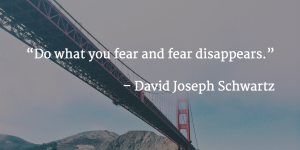 “Do what you fear and fear disappears.”
– David Joseph Schwartz